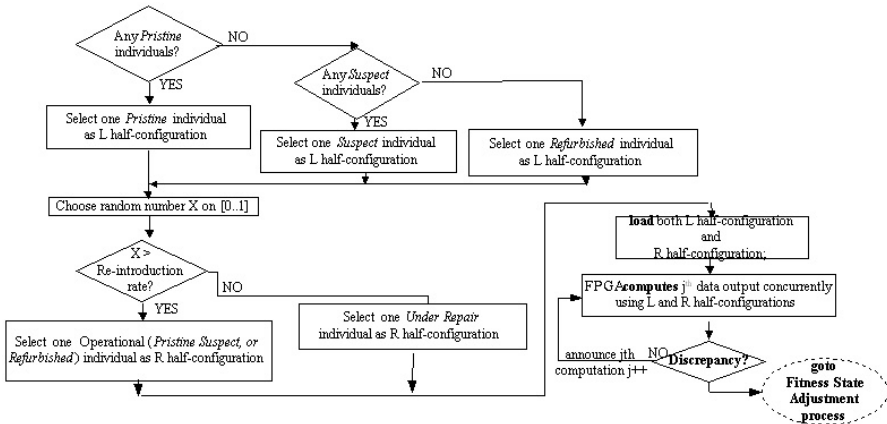 Any Pristine
individuals?
NO
YES
Any Suspect
individuals?
NO
YES
Select one Pristine individual
as L half-configuration
Select one Suspect individual
as L half-configuration
Select one Refurbished individual
as L half-configuration
Choose random number X on [0..1]
X >
Re-introduction
rate?
NO
YES
Select one Operational (Pristine Suspect, or
Refurbished) individual as R half-configuration
Select one Under Repair
individual as R half-configuration
load both L half-configuration
and
R half-configuration;
FPGA computes jth data output concurrently
using L and R half-configurations
Discrepancy?
NO
announce jth
computation j++
goto
Fitness State
Adjustment
process